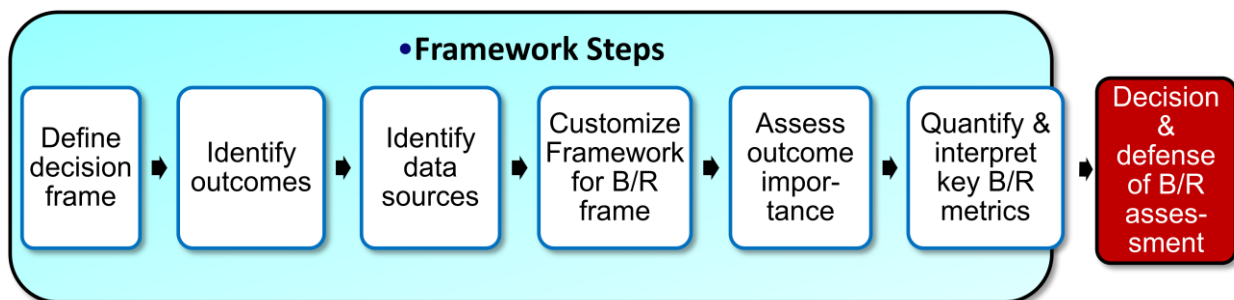 •Framework Steps
Define
decision
frame
Identify
outcomes
Identify
data
sources
Customize
Framework
for B/R
frame
Assess
outcome
impor-
tance
Quantify &
interpret
key B/R
metrics
Decision
&
defense
of B/R
asses-
sment